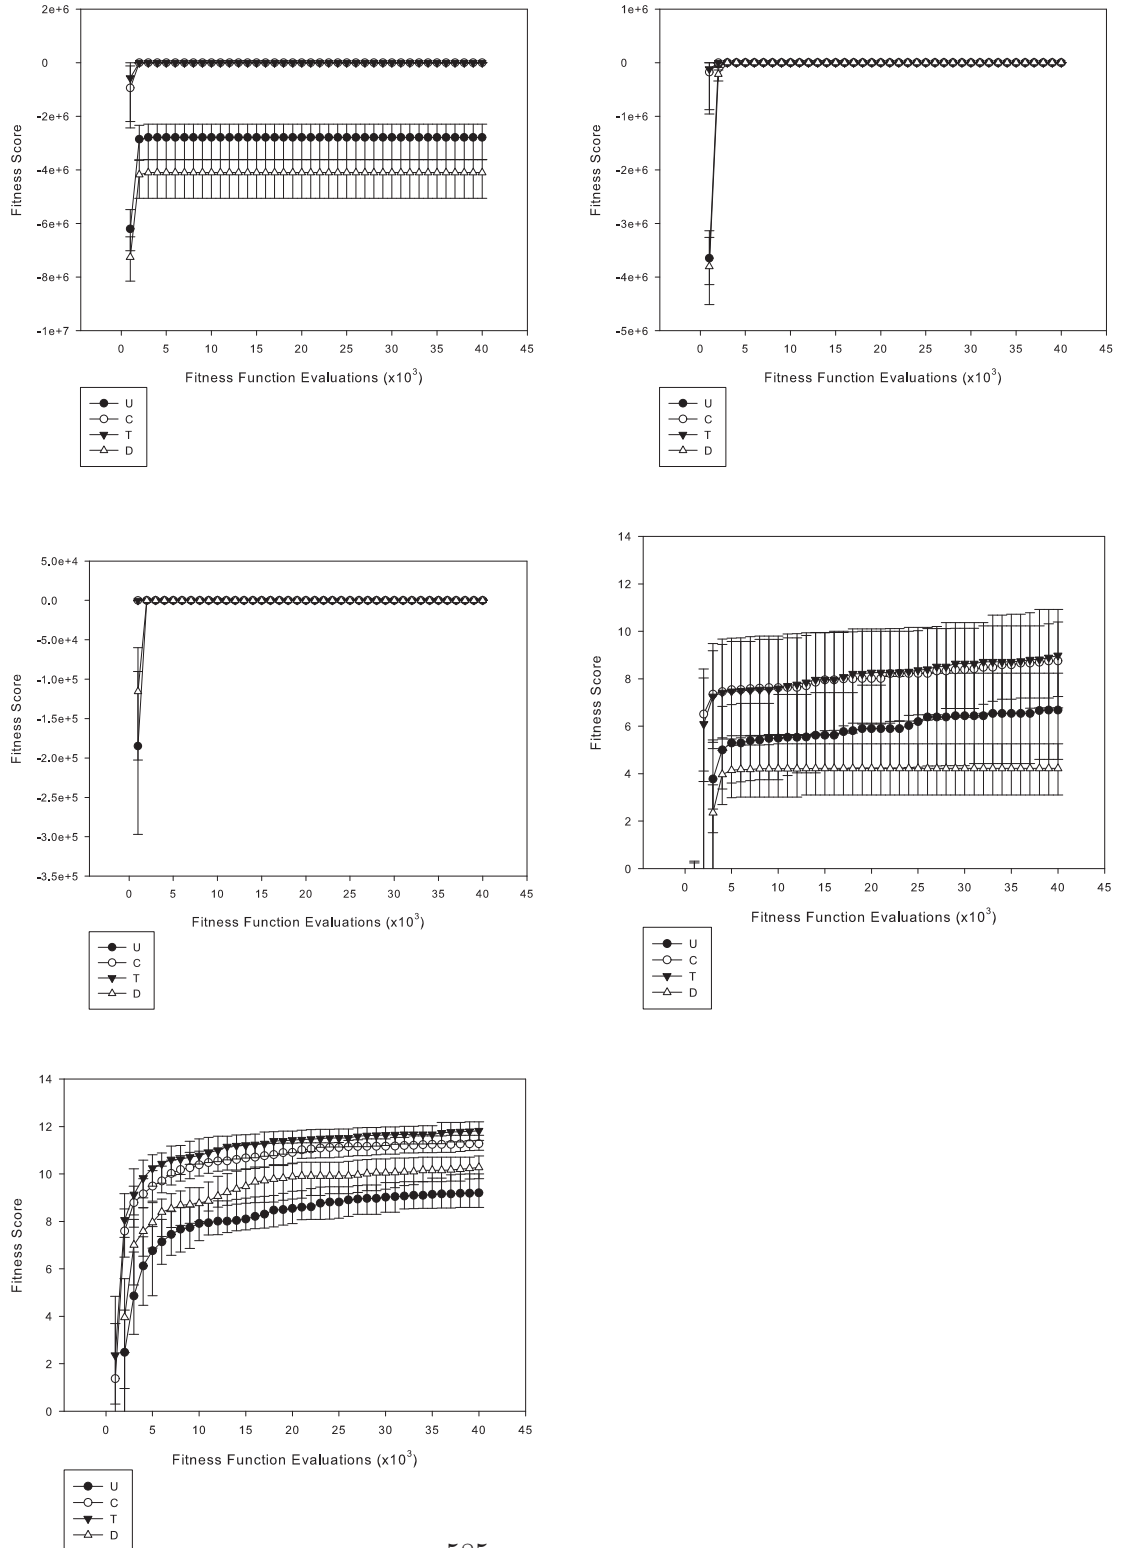 2e+6
0
-2e+6
-4e+6
-6e+6
-8e+6
-1e+7
Fitness Score
0 5 10 15 20 25 30 35 40 45
Fitness Function Evaluations (x10³)
U
C
T
D
1e+6
0
-1e+6
-2e+6
-3e+6
-4e+6
-5e+6
Fitness Score
0 5 10 15 20 25 30 35 40 45
Fitness Function Evaluations (x10³)
U
C
T
D
5.0e+4
0.0
-5.0e+4
-1.0e+5
-1.5e+5
-2.0e+5
-2.5e+5
-3.0e+5
-3.5e+5
Fitness Score
0 5 10 15 20 25 30 35 40 45
Fitness Function Evaluations (x10³)
U
C
T
D
14
12
10
8
6
4
2
0
Fitness Score
0 5 10 15 20 25 30 35 40 45
Fitness Function Evaluations (x10³)
U
C
T
D
14
12
10
8
6
4
2
0
Fitness Score
0 5 10 15 20 25 30 35 40 45
Fitness Function Evaluations (x10³)
U
C
T
D